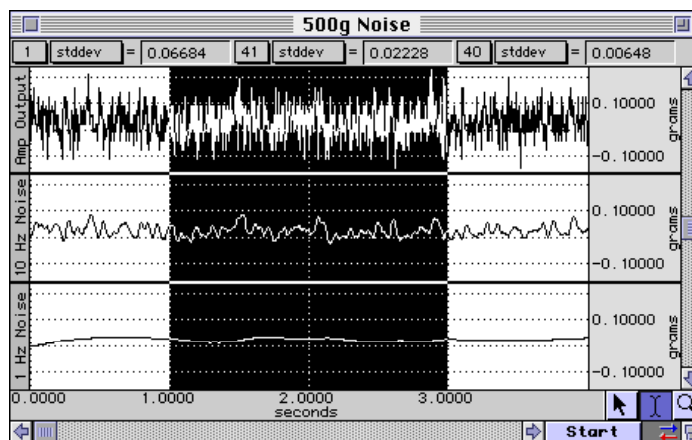 500g Noise
1 stddev = 0.06684 41 stddev = 0.02228 40 stddev = 0.00648
Amp Output
0.10000
-0.10000
grams
10 Hz Noise
0.10000
-0.10000
grams
1 Hz Noise
0.10000
-0.10000
grams
0.0000 1.0000 2.0000 3.0000
seconds
Start